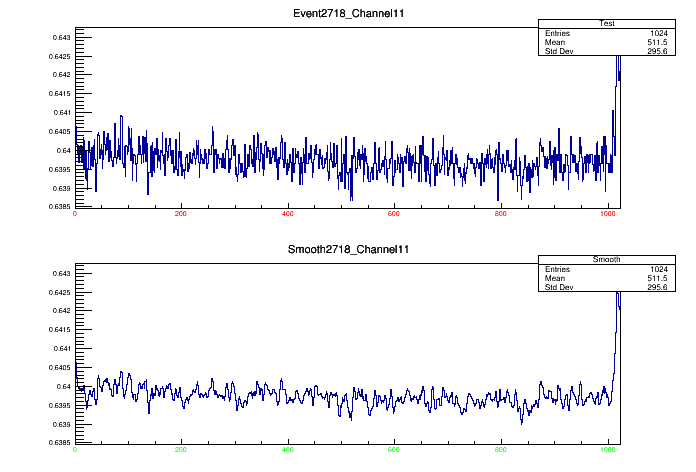 Event2718_Channel11
Test
Entries 1024
Mean 511.5
Std Dev 295.6
0.643
0.6425
0.642
0.6415
0.641
0.6405
0.64
0.6395
0.639
0.6385
0 200 400 600 800 1000
Smooth2718_Channel11
Smooth
Entries 1024
Mean 511.5
Std Dev 295.6
0.643
0.6425
0.642
0.6415
0.641
0.6405
0.64
0.6395
0.639
0.6385
0 200 400 600 800 1000